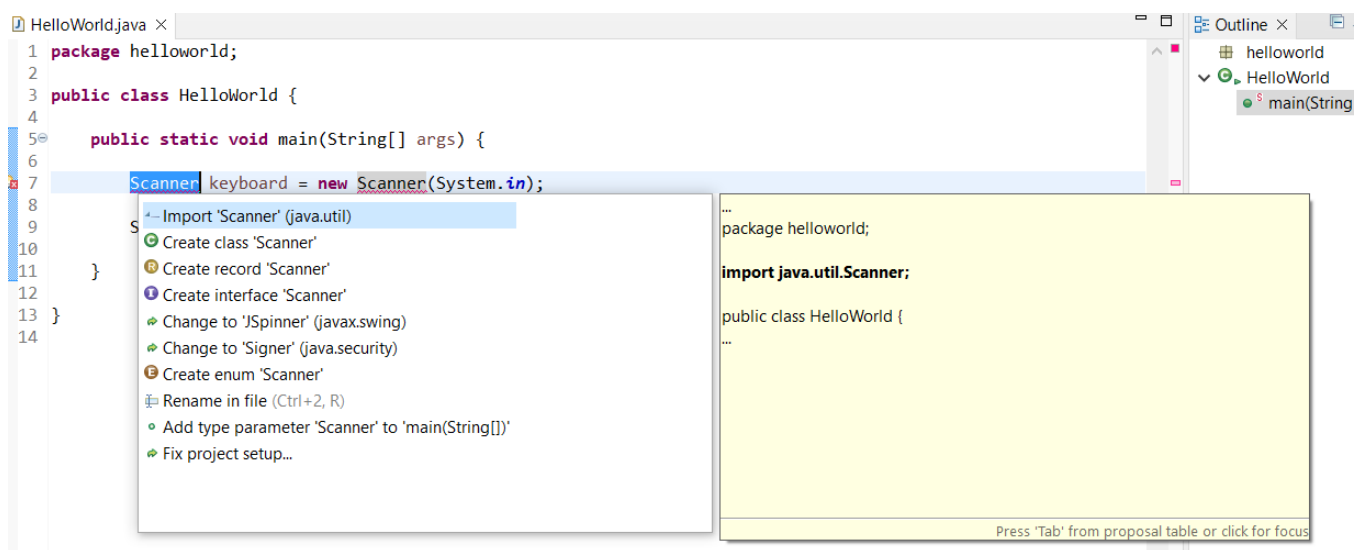 HelloWorld.java
1 package helloworld;
2
3 public class HelloWorld {
4
5 public static void main(String[] args) {
6
7 Scanner keyboard = new Scanner(System.in);
8
9 S
10
11 }
12
13 }
14
Import 'Scanner' (java.util)
Create class 'Scanner'
Create record 'Scanner'
Create interface 'Scanner'
Change to 'JSpinner' (javax.swing)
Change to 'Signer' (java.security)
Create enum 'Scanner'
Rename in file (Ctrl+2, R)
Add type parameter 'Scanner' to 'main(String[])'
Fix project setup...
...
package helloworld;
import java.util.Scanner;
public class HelloWorld {
...
Press 'Tab' from proposal table or click for focus
Outline
helloworld
HelloWorld
main(String